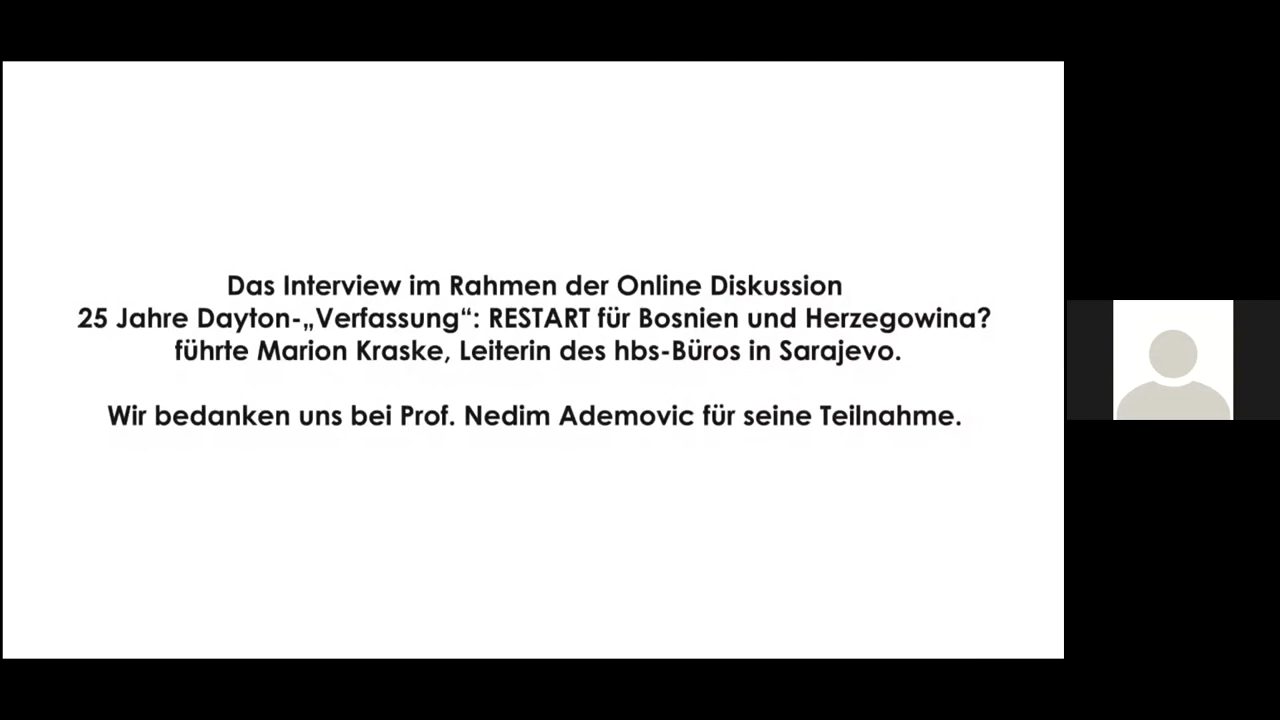 Das Interview im Rahmen der Online Diskussion
25 Jahre Dayton-„Verfassung“: RESTART für Bosnien und Herzegowina?
führte Marion Kraske, Leiterin des hbs-Büros in Sarajevo.
Wir bedanken uns bei Prof. Nedim Ademovic für seine Teilnahme.